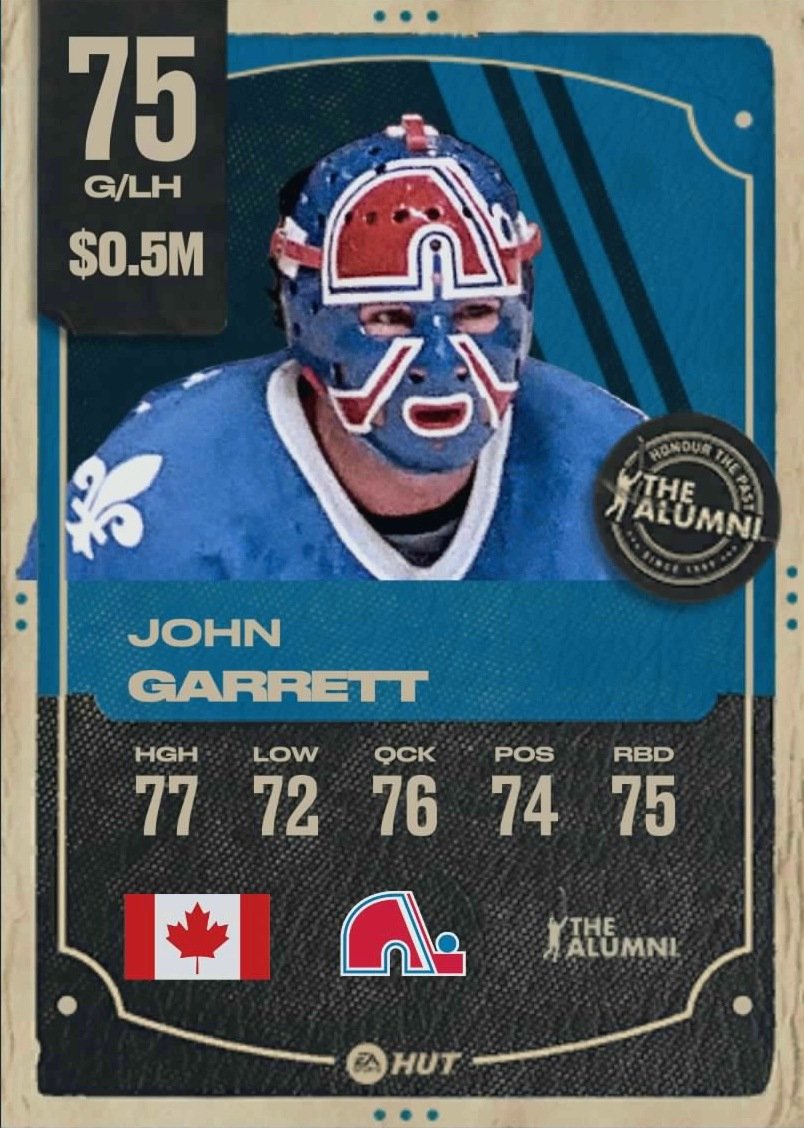 75
G/LH
$0.5M
HONOUR THE PAST
THE
ALUMNI
JOHN
GARRETT
HGH LOW QCK POS RBD
77 72 76 74 75
THE
ALUMNI
EA HUT